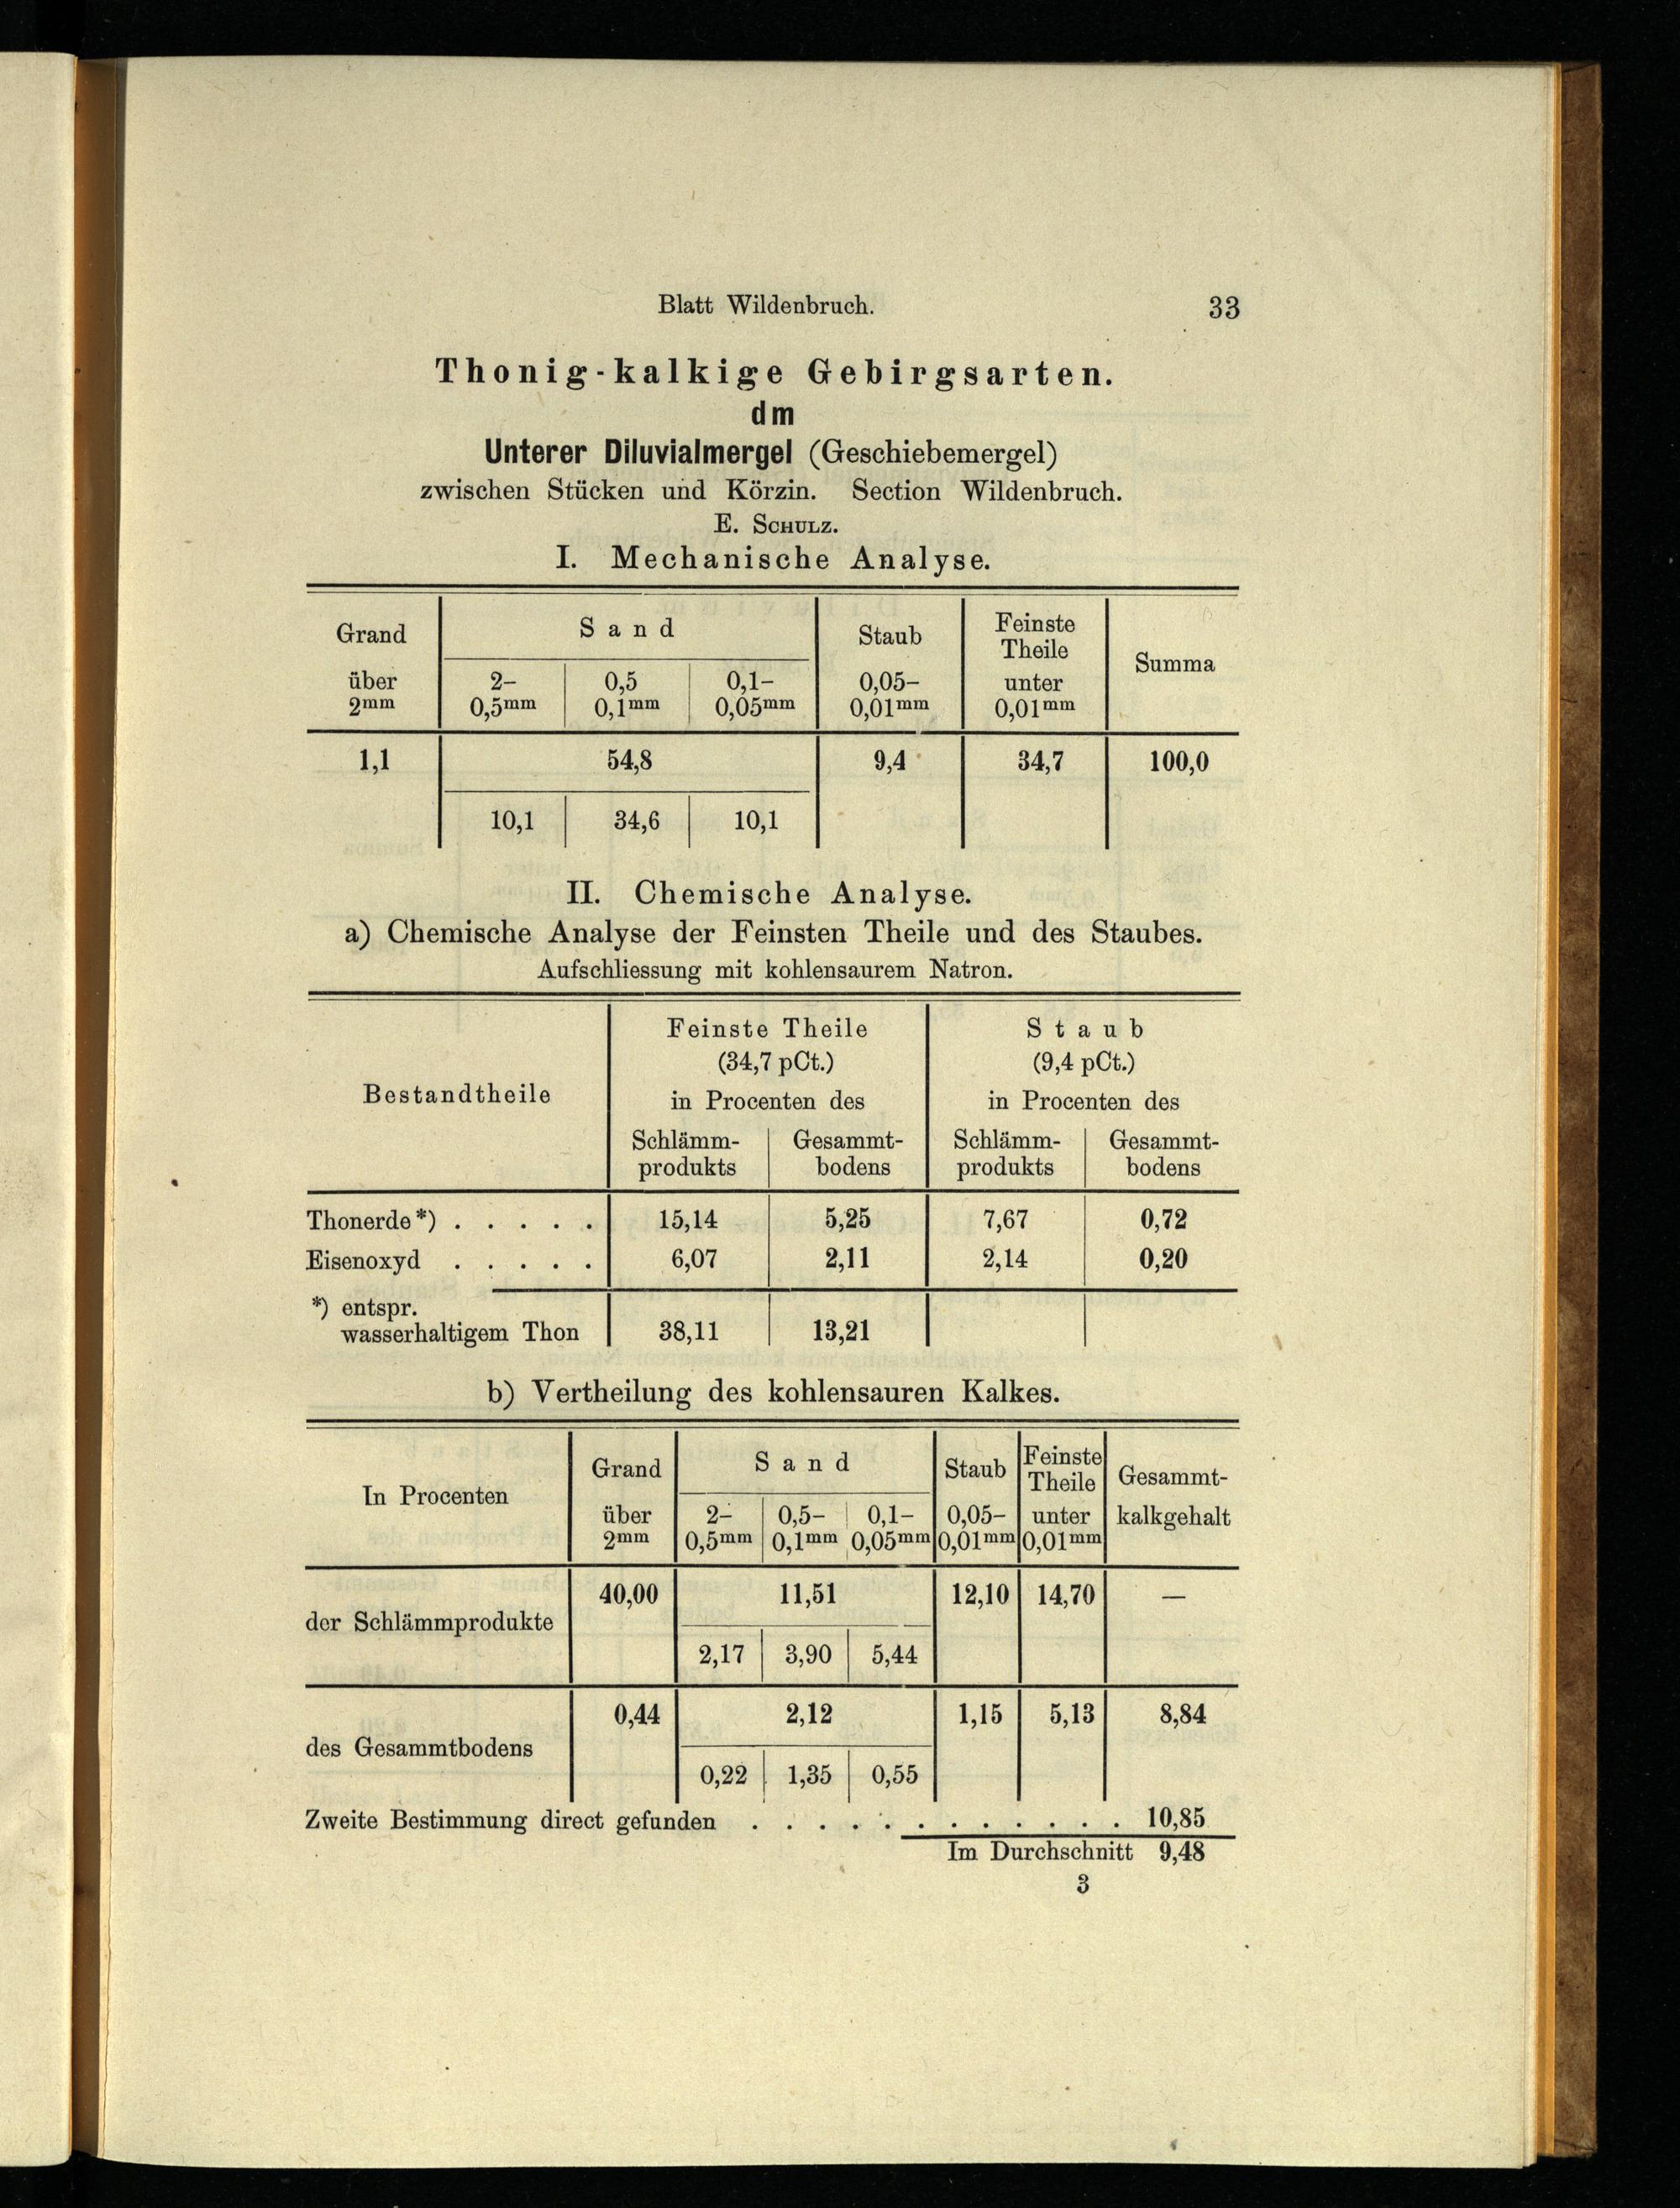 Blatt Wildenbruch. 33
Thonig-kalkige Gebirgsarten.
dm
Unterer Diluvialmergel (Geschiebemergel)
zwischen Stücken und Körzin. Section Wildenbruch.
E. SCHULZ.
I. Mechanische Analyse.
Grand Sand Staub Feinste Theile Summa
über 2mm 2-0,5mm 0,5 0,1mm 0,1-0,05mm 0,05-0,01mm unter 0,01mm
1,1 54,8 9,4 34,7 100,0
10,1 34,6 10,1
II. Chemische Analyse.
a) Chemische Analyse der Feinsten Theile und des Staubes.
Aufschliessung mit kohlensaurem Natron.
Bestandtheile Feinste Theile Staub
(34,7 pCt.) (9,4 pCt.)
in Procenten des in Procenten des
Schlämm- Gesammt- Schlämm- Gesammt-
produkts bodens produkts bodens
Thonerde*) . . . . . 15,14 5,25 7,67 0,72
Eisenoxyd . . . . . 6,07 2,11 2,14 0,20
*) entspr.
wasserhaltigem Thon 38,11 13,21
b) Vertheilung des kohlensauren Kalkes.
In Procenten Grand Sand Staub Feinste Theile Gesammt-
über 2- 0,5- 0,1- 0,05- unter kalkgehalt
2mm 0,5mm 0,1mm 0,05mm 0,01mm 0,01mm
40,00 11,51 12,10 14,70 —
der Schlämmprodukte
2,17 3,90 5,44
0,44 2,12 1,15 5,13 8,84
des Gesammtbodens
0,22 1,35 0,55
Zweite Bestimmung direct gefunden . . . . . . . . . . . . 10,85
Im Durchschnitt 9,48
3